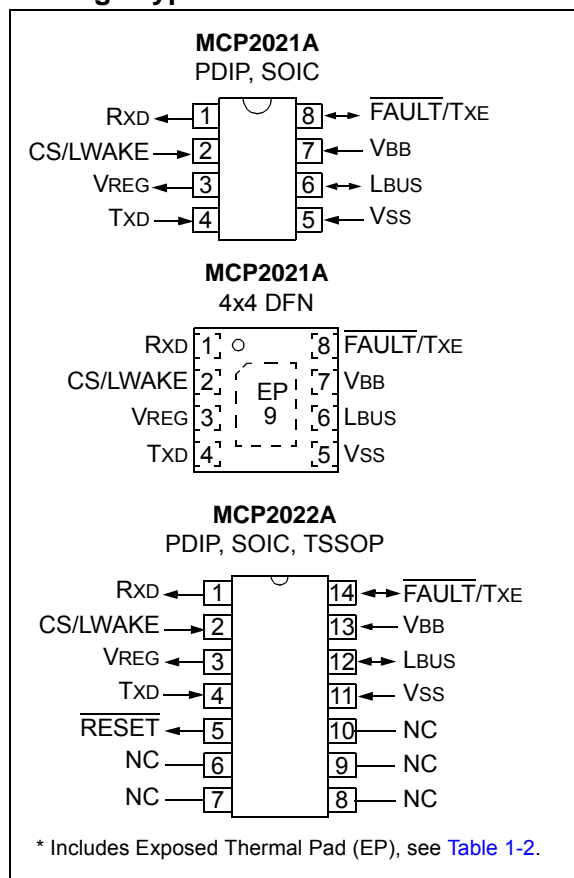 MCP2021A
PDIP, SOIC
RXD 1 8 FAULT/TXE
CS/LWAKE 2 7 VBB
VREG 3 6 LBUS
TXD 4 5 VSS
MCP2021A
4x4 DFN
RXD 1 8 FAULT/TXE
CS/LWAKE 2 EP 7 VBB
VREG 3 9 6 LBUS
TXD 4 5 VSS
MCP2022A
PDIP, SOIC, TSSOP
RXD 1 14 FAULT/TXE
CS/LWAKE 2 13 VBB
VREG 3 12 LBUS
TXD 4 11 VSS
RESET 5 10 NC
NC 6 9 NC
NC 7 8 NC
* Includes Exposed Thermal Pad (EP), see Table 1-2.